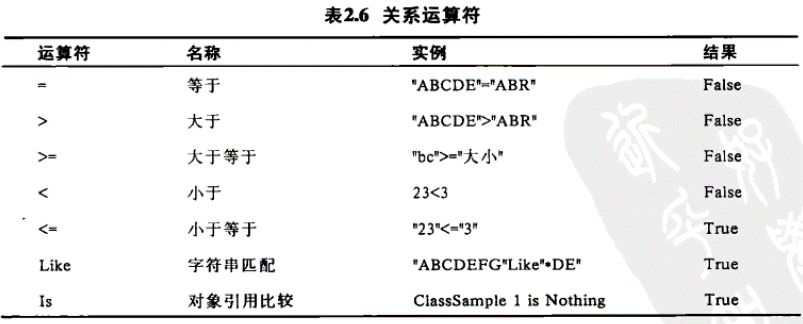 表2.6 关系运算符
运算符 名称 实例 结果
= 等于 "ABCDE"="ABR" False
> 大于 "ABCDE">"ABR" False
>= 大于等于 "bc">="大小" False
< 小于 23<3 False
<= 小于等于 "23"<="3" True
Like 字符串匹配 "ABCDEFG"Like"*DE" True
Is 对象引用比较 ClassSample 1 is Nothing True